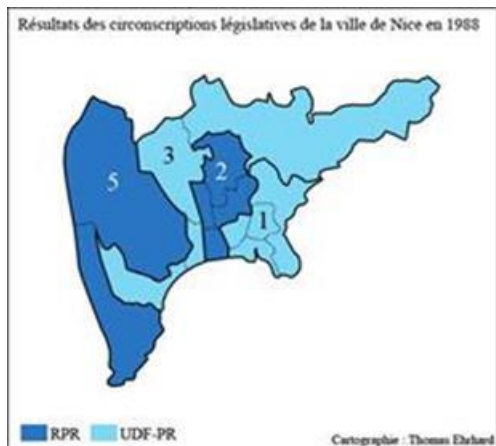 Résultats des circonscriptions législatives de la ville de Nice en 1988
3
2
5
1
RPR UDF-PR
Cartographie : Thomas Ehrhard